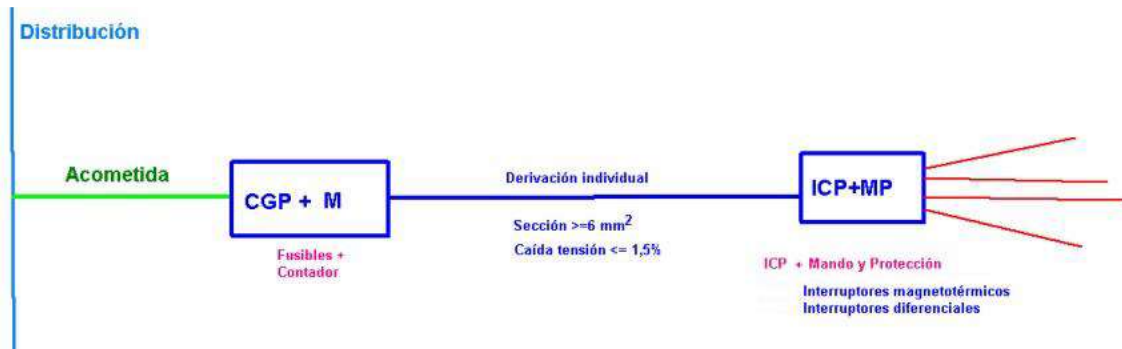 Distribución
Acometida
CGP + M
Fusibles +
Contador
Derivación individual
Sección >=6 mm²
Caída tensión <= 1,5%
ICP+MP
ICP + Mando y Protección
Interruptores magnetotérmicos
Interruptores diferenciales